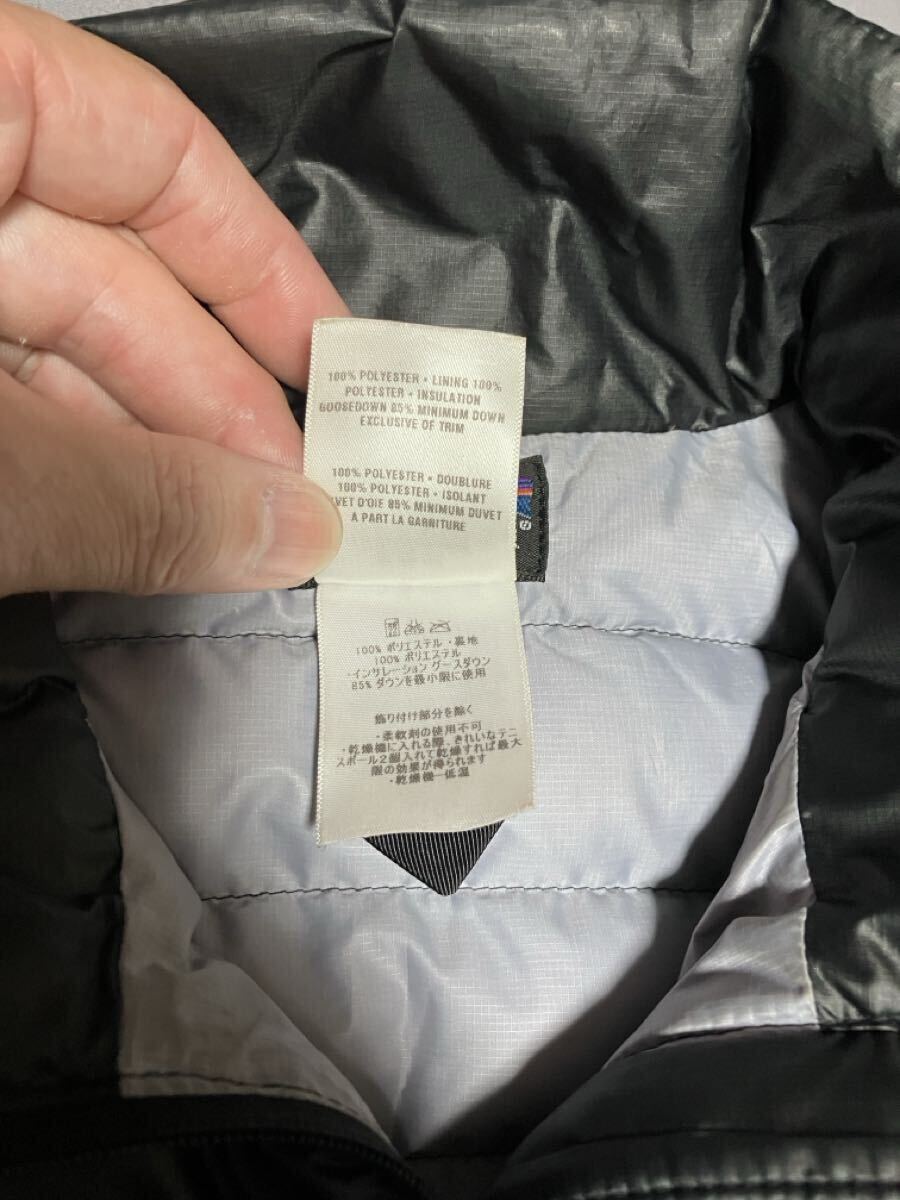 100% POLYESTER • LINING 100%
POLYESTER • INSULATION
GOOSEDOWN 85% MINIMUM DOWN
EXCLUSIVE OF TRIM
100% POLYESTER • DOUBLURE
100% POLYESTER • ISOLANT
VET D'OIE 85% MINIMUM DUVET
À PART LA GARNITURE
100% ポリエステル・裏地
100% ポリエステル
・インサレーション グースダウン
85% ダウンを最小限に使用
飾り付け部分を除く
・柔軟剤の使用不可
・乾燥機に入れる際、きれいなテニ
スボール2個入れて乾燥すれば最大
限の効果が得られます
・乾燥機ー低温